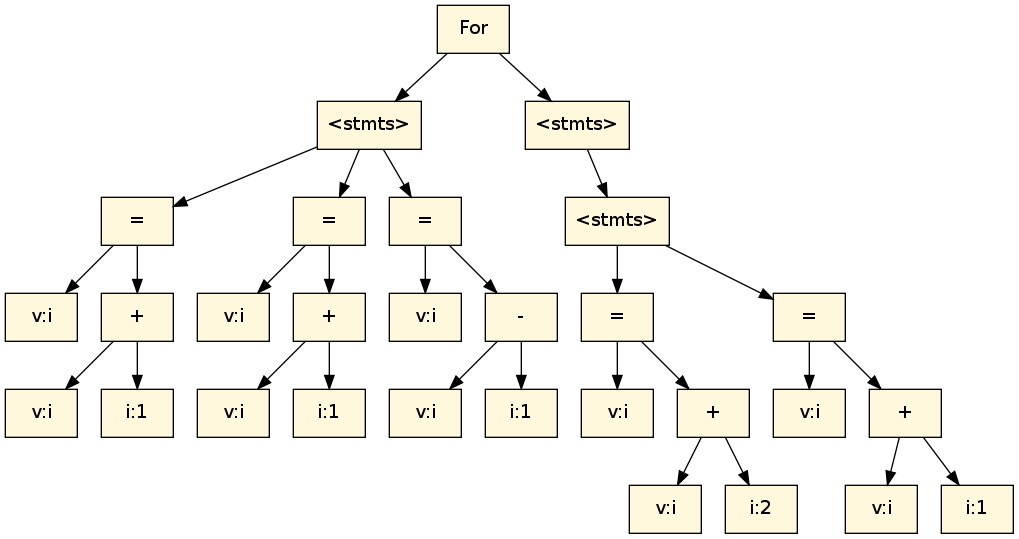 For
<stmts> <stmts>
= = = <stmts>
v:i + v:i + v:i - = =
v:i i:1 v:i i:1 v:i i:1 v:i + v:i +
v:i i:2 v:i i:1